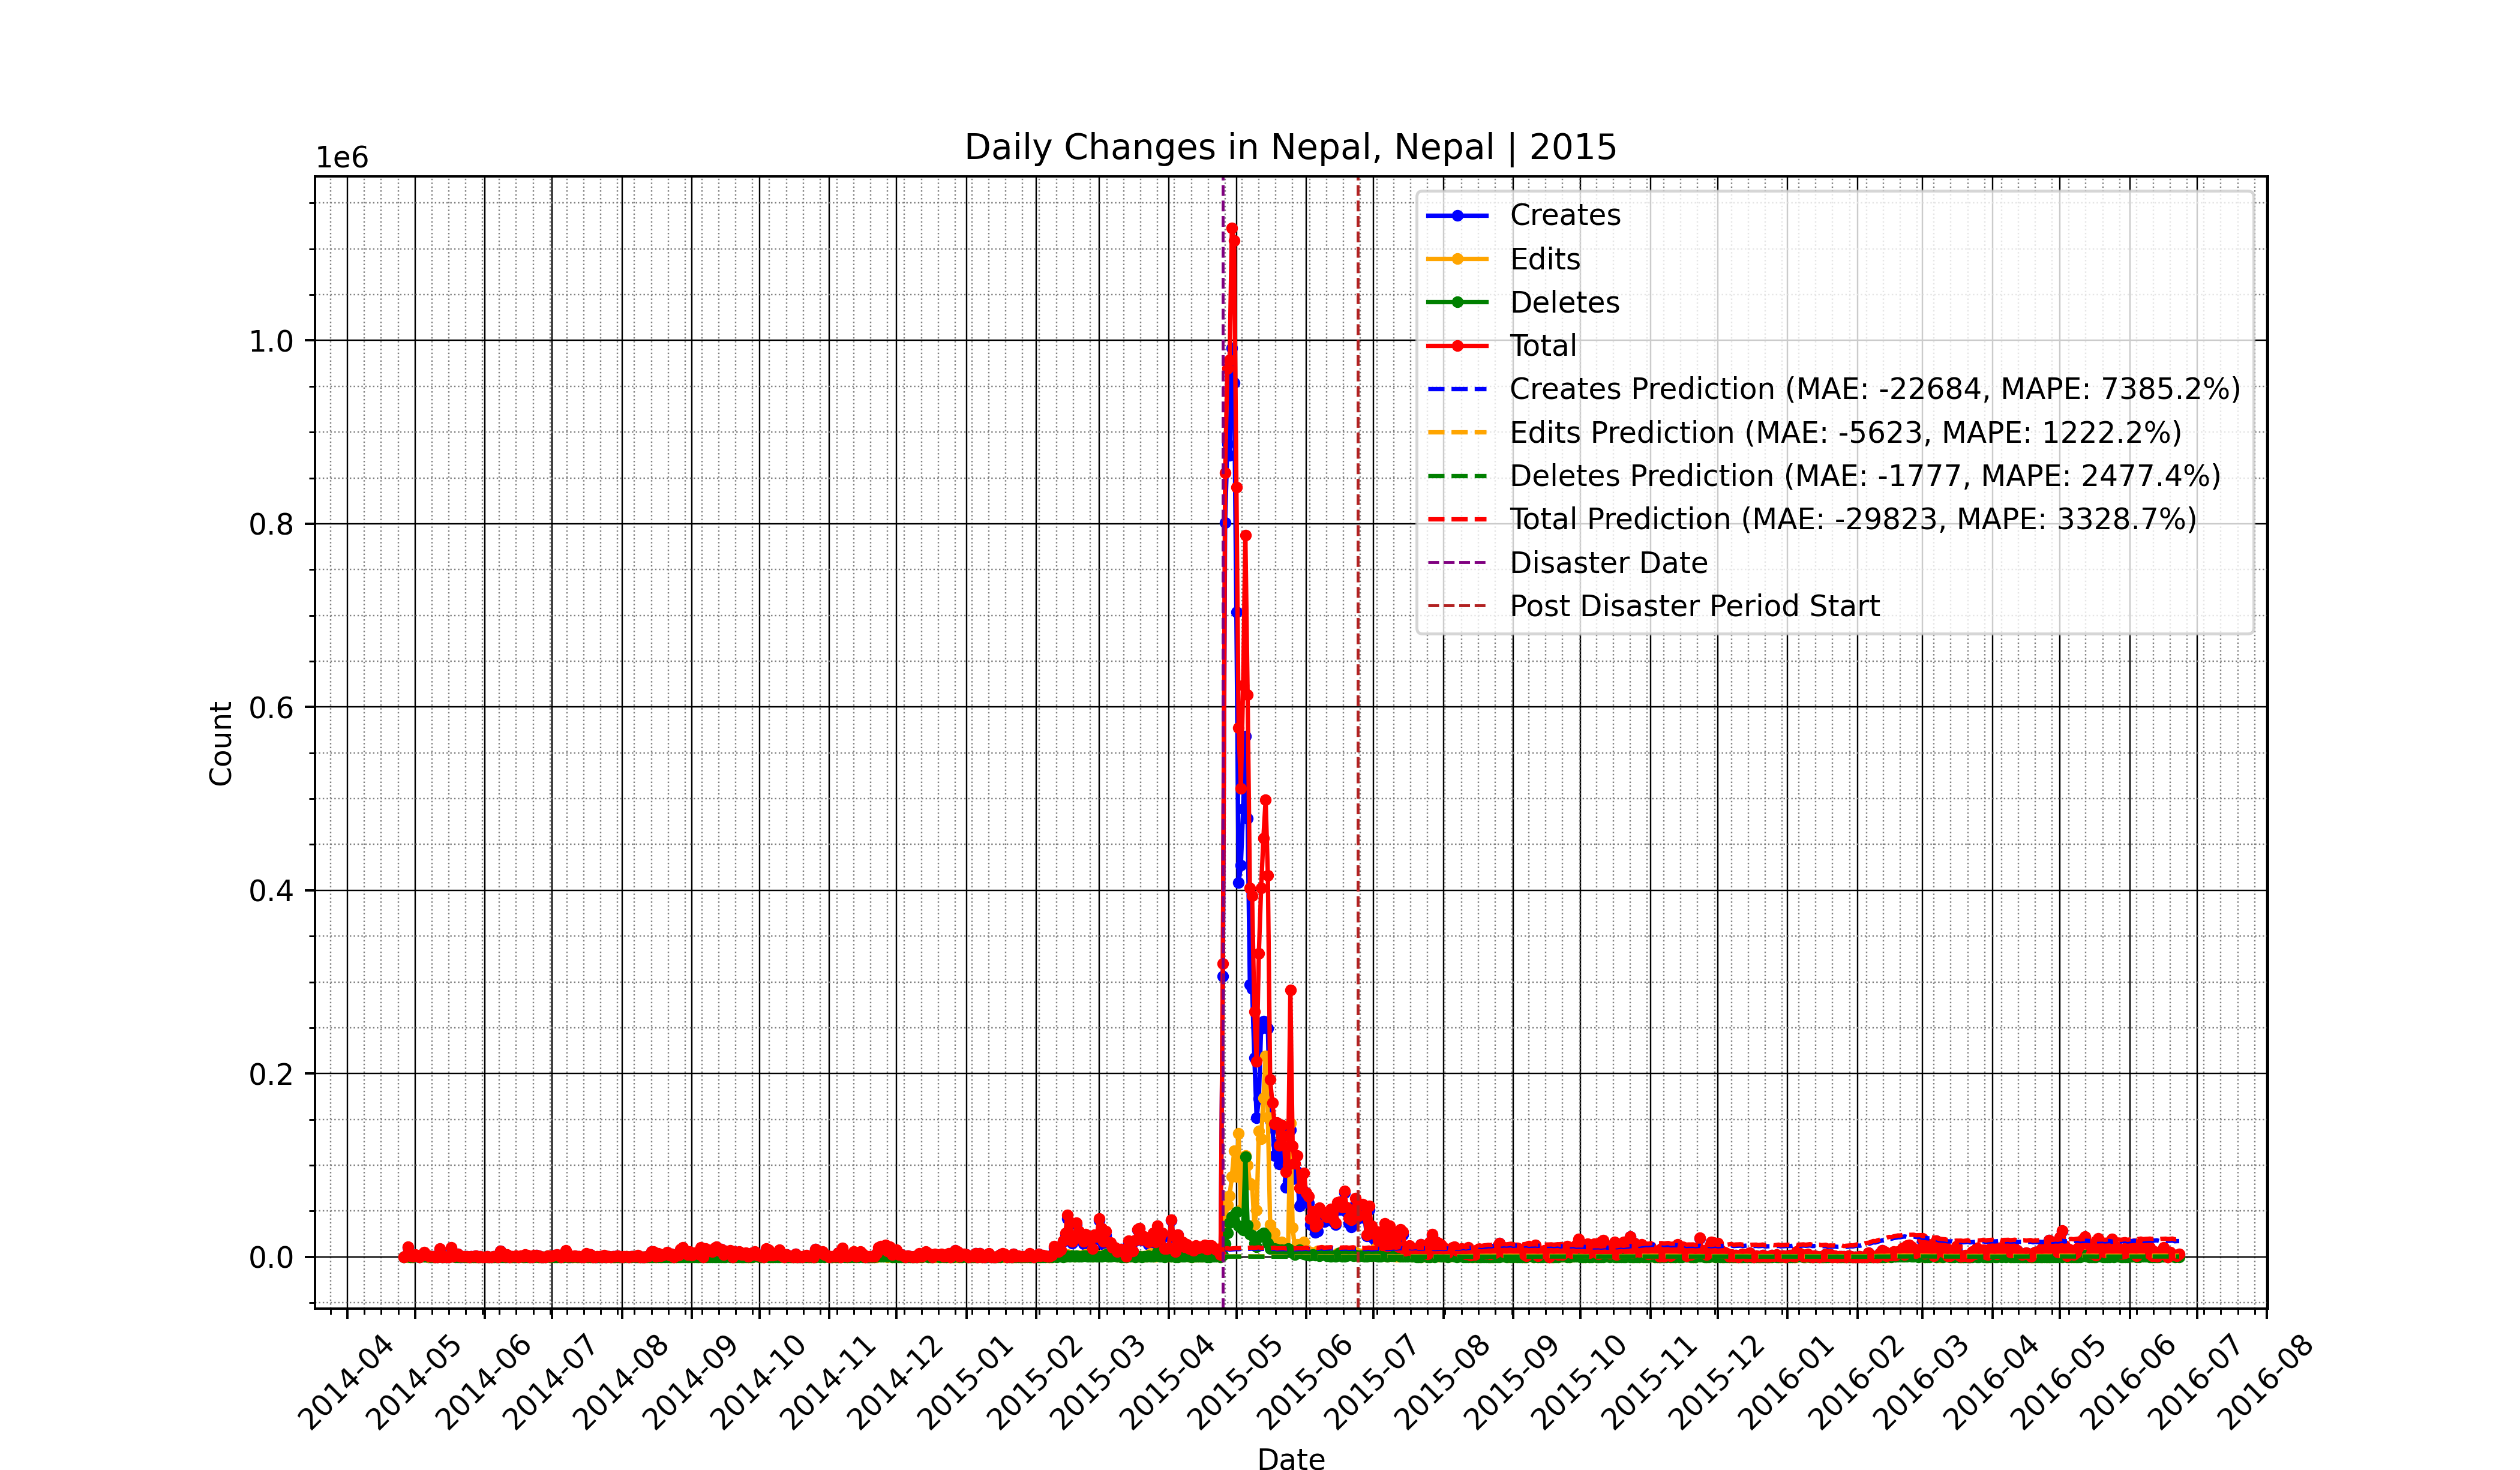 Daily Changes in Nepal, Nepal | 2015
1e6
1.0
0.8
0.6
0.4
0.2
0.0
Count
Creates
Edits
Deletes
Total
Creates Prediction (MAE: -22684, MAPE: 7385.2%)
Edits Prediction (MAE: -5623, MAPE: 1222.2%)
Deletes Prediction (MAE: -1777, MAPE: 2477.4%)
Total Prediction (MAE: -29823, MAPE: 3328.7%)
Disaster Date
Post Disaster Period Start
2014-04
2014-05
2014-06
2014-07
2014-08
2014-09
2014-10
2014-11
2014-12
2015-01
2015-02
2015-03
2015-04
2015-05
2015-06
2015-07
2015-08
2015-09
2015-10
2015-11
2015-12
2016-01
2016-02
2016-03
2016-04
2016-05
2016-06
2016-07
2016-08
Date